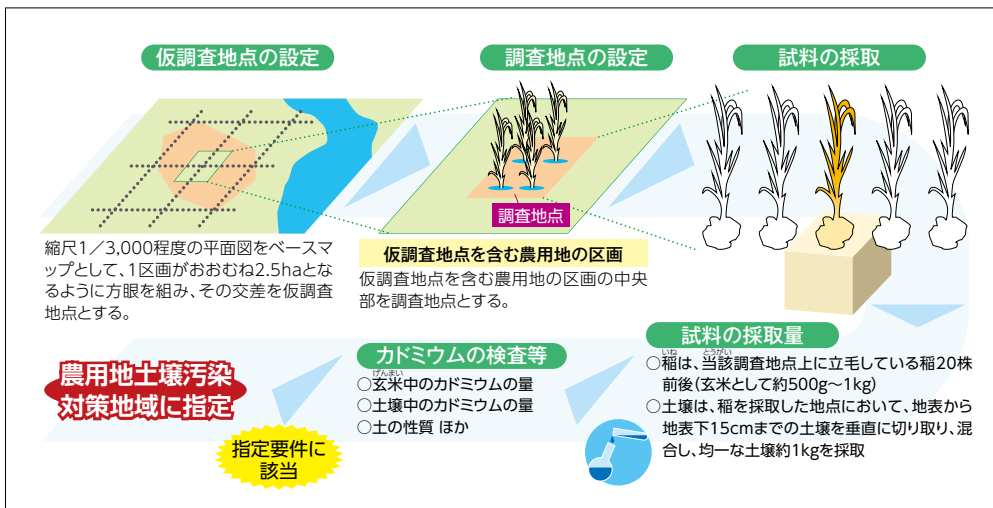 仮調査地点の設定
縮尺1／3,000程度の平面図をベースマ
ップとして、1区画がおおむね2.5haとな
るように方眼を組み、その交差を仮調査
地点とする。
調査地点の設定
調査地点
仮調査地点を含む農用地の区画
仮調査地点を含む農用地の区画の中央
部を調査地点とする。
試料の採取
試料の採取量
いね とうがい
○稲は、当該調査地点上に立毛している稲20株
前後(玄米として約500g〜1kg)
○土壌は、稲を採取した地点において、地表から
地表下15cmまでの土壌を垂直に切り取り、混
合し、均一な土壌約1kgを採取
カドミウムの検査等
げんまい
○玄米中のカドミウムの量
○土壌中のカドミウムの量
○土の性質 ほか
指定要件に
該当
農用地土壌汚染
対策地域に指定